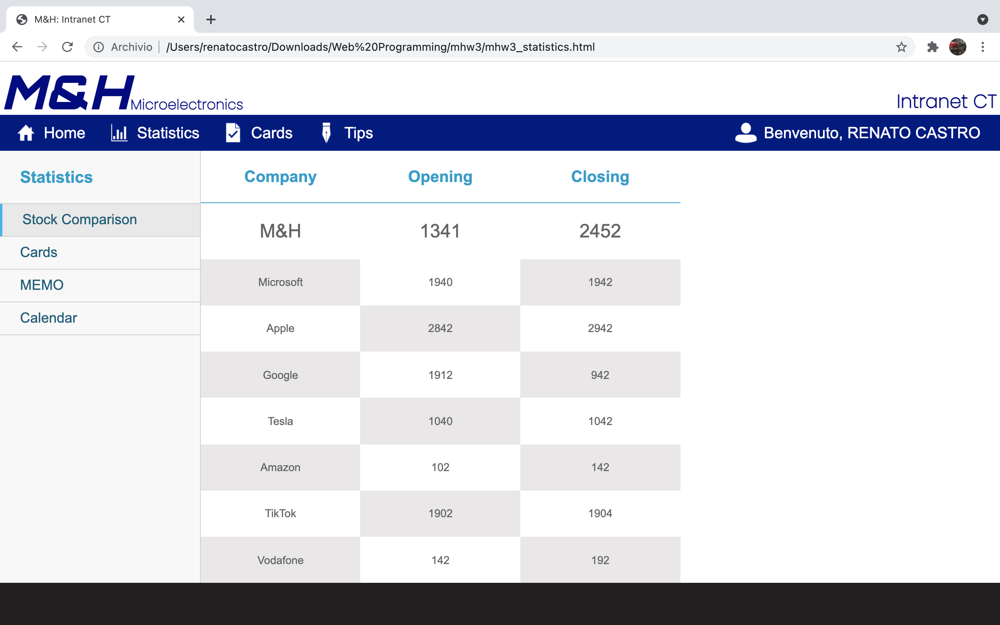 M&H: Intranet CT
Archivio /Users/renatocastro/Downloads/Web%20Programming/mhw3/mhw3_statistics.html
M&H Microelectronics
Intranet CT
Home Statistics Cards Tips Benvenuto, RENATO CASTRO
Statistics
Stock Comparison
Cards
MEMO
Calendar
Company Opening Closing
M&H 1341 2452
Microsoft 1940 1942
Apple 2842 2942
Google 1912 942
Tesla 1040 1042
Amazon 102 142
TikTok 1902 1904
Vodafone 142 192